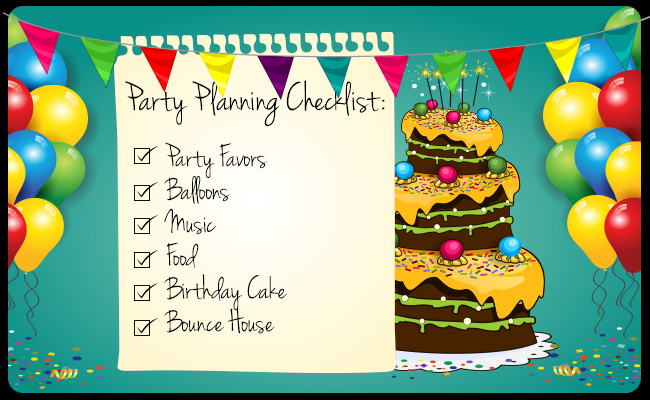 Party Planning Checklist:
Party Favors
Balloons
Music
Food
Birthday Cake
Bounce House